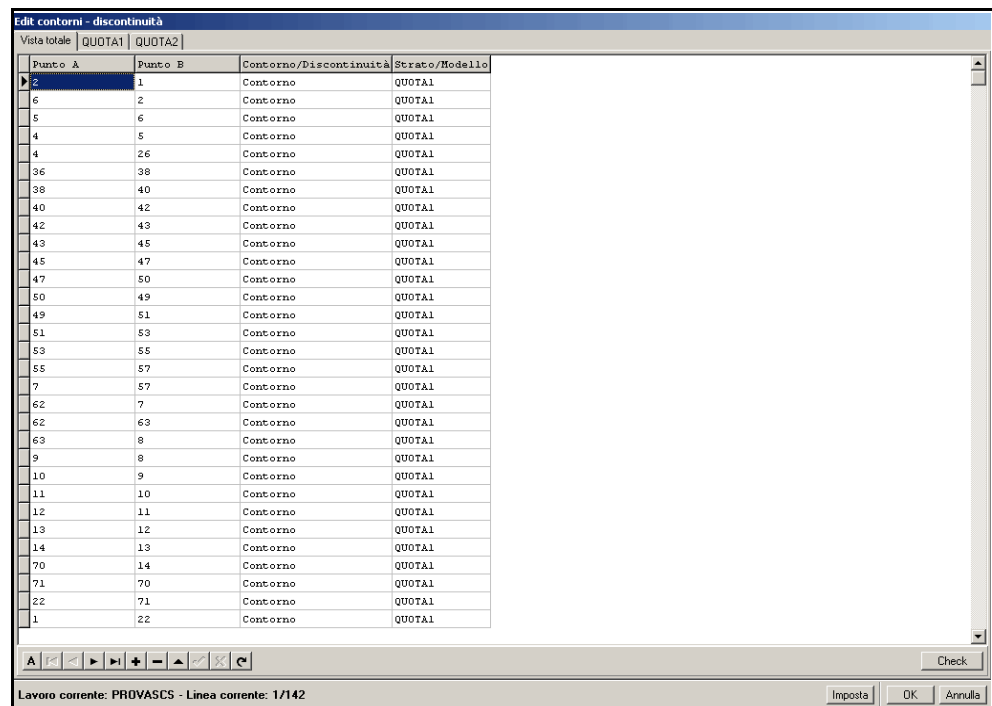 Edit contorni - discontinuità
Vista totale QUOTA1 QUOTA2
Punto A Punto B Contorno/Discontinuità Strato/Modello
2 1 Contorno QUOTA1
6 2 Contorno QUOTA1
5 6 Contorno QUOTA1
4 5 Contorno QUOTA1
4 26 Contorno QUOTA1
36 38 Contorno QUOTA1
38 40 Contorno QUOTA1
40 42 Contorno QUOTA1
42 43 Contorno QUOTA1
43 45 Contorno QUOTA1
45 47 Contorno QUOTA1
47 50 Contorno QUOTA1
50 49 Contorno QUOTA1
49 51 Contorno QUOTA1
51 53 Contorno QUOTA1
53 55 Contorno QUOTA1
55 57 Contorno QUOTA1
7 57 Contorno QUOTA1
62 7 Contorno QUOTA1
62 63 Contorno QUOTA1
63 8 Contorno QUOTA1
9 8 Contorno QUOTA1
10 9 Contorno QUOTA1
11 10 Contorno QUOTA1
12 11 Contorno QUOTA1
13 12 Contorno QUOTA1
14 13 Contorno QUOTA1
70 14 Contorno QUOTA1
71 70 Contorno QUOTA1
22 71 Contorno QUOTA1
1 22 Contorno QUOTA1
A Check
Lavoro corrente: PROVASCS - Linea corrente: 1/142 Imposta OK Annulla